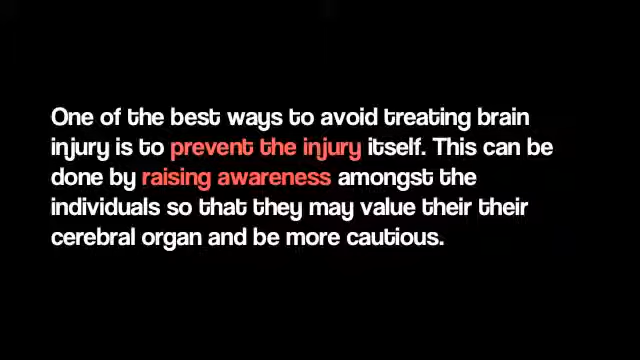 One of the best ways to avoid treating brain
injury is to prevent the injury itself. This can be
done by raising awareness amongst the
individuals so that they may value their their
cerebral organ and be more cautious.